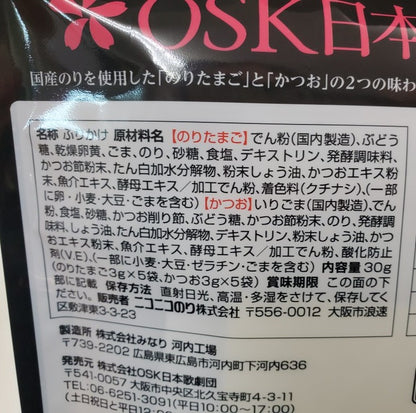 OSK日本
国産のりを使用した「のりたまご」と「かつお」の2つの味わ
名称 ふりかけ 原材料名 【のりたまご】でん粉(国内製造)、ぶどう
糖、乾燥卵黄、ごま、のり、砂糖、食塩、デキストリン、発酵調味料、
かつお節粉末、たん白加水分解物、粉末しょう油、かつおエキス粉
末、魚介エキス、酵母エキス/加工でん粉、着色料(クチナシ)、(一部
に卵・小麦・大豆・ごまを含む)【かつお】いりごま(国内製造)、でん
粉、食塩、砂糖、かつお削り節、ぶどう糖、かつお節粉末、のり、発酵調
味料、しょう油、たん白加水分解物、デキストリン、粉末しょう油、かつ
おエキス粉末、魚介エキス、酵母エキス/加工でん粉、酸化防止
剤(V.E)、(一部に小麦・大豆・ゼラチン・ごまを含む) 内容量 30g
(のりたまご3g×5袋、かつお3g×5袋) 賞味期限 この面の下
部に記載 保存方法 直射日光、高温・多湿をさけて、保存してく
ださい。販売者 ニコニコのり株式会社 〒556-0012 大阪市浪速
区敷津東3-3-23
製造所 株式会社みなり 河内工場
〒739-2202 広島県東広島市河内町下河内636
発売元 株式会社OSK日本歌劇団
〒541-0057 大阪市中央区北久宝寺町4-3-11
TEL:06-6251-3091(平日10:00〜17:00)
(土日祝日と平日12: